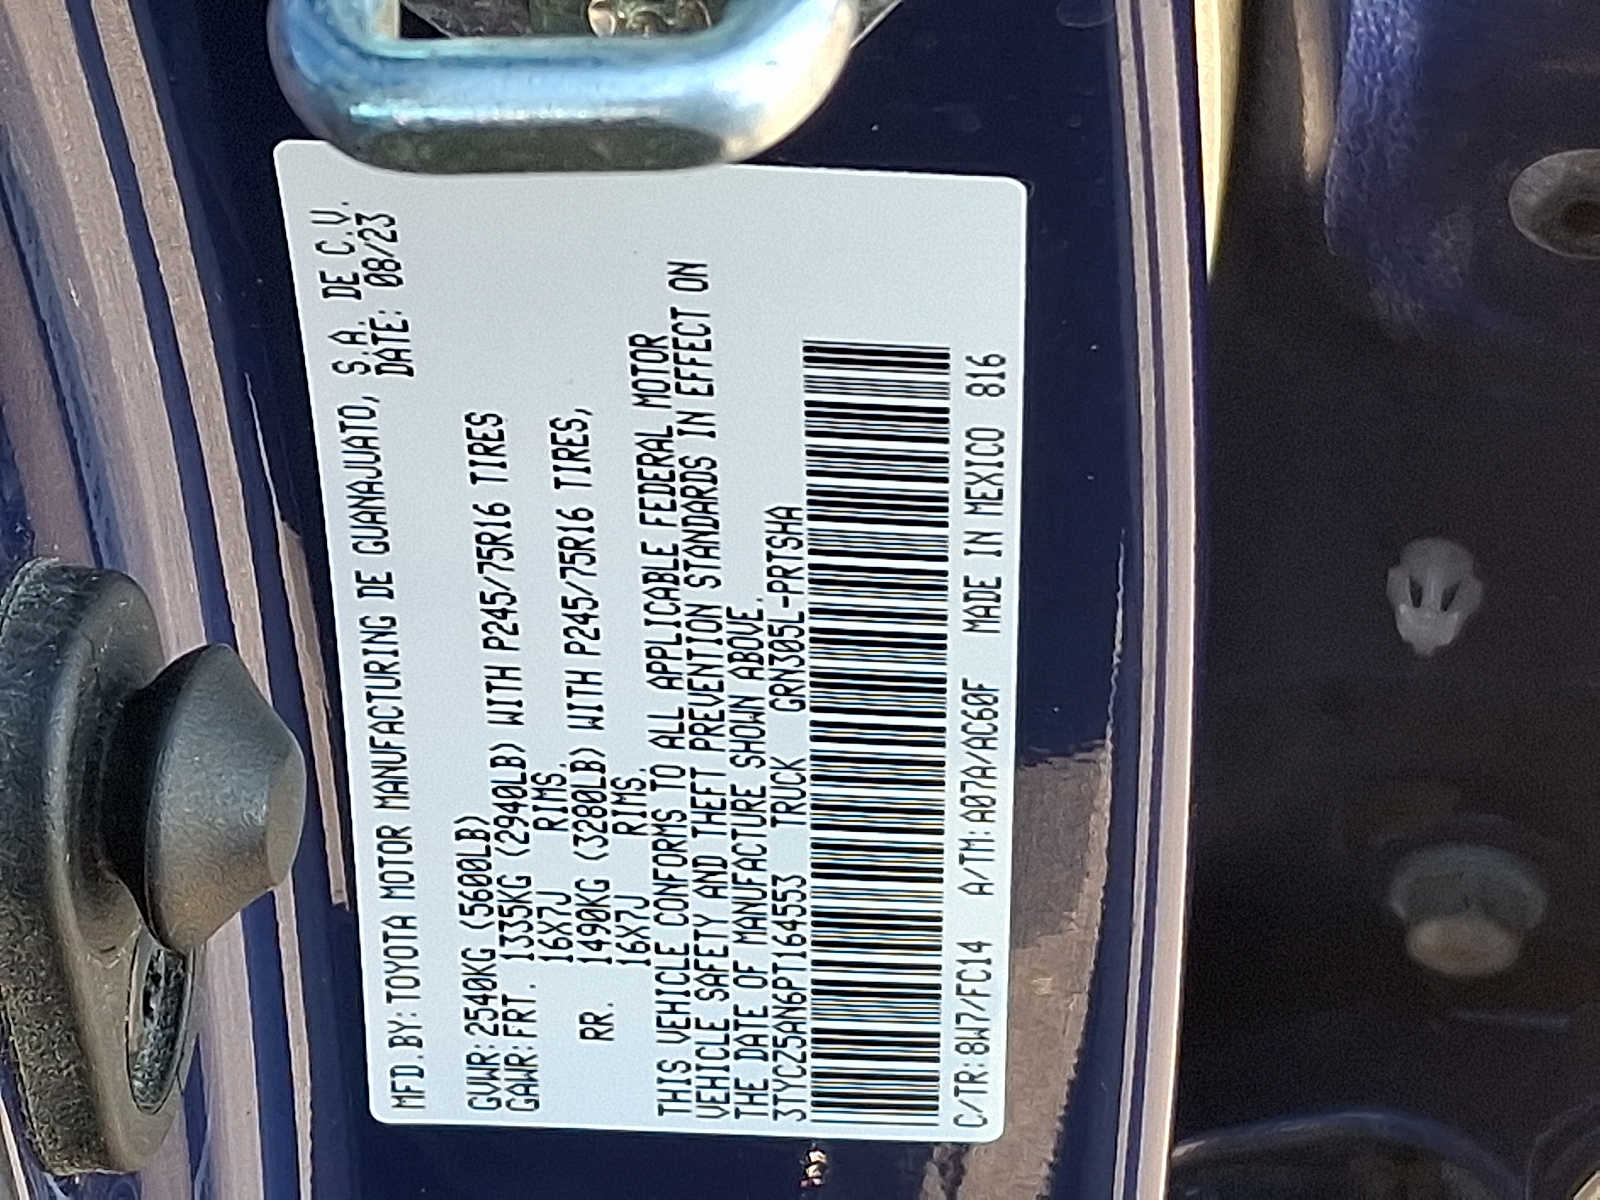 MFD.BY:TOYOTA MOTOR MANUFACTURING DE GUANAJUATO, S.A. DE C.V.
DATE: 08/23
GVWR:2540KG (5600LB)
GAWR:FRT. 1335KG (2940LB) WITH P245/75R16 TIRES
16X7J RIMS,
RR. 1490KG (3280LB) WITH P245/75R16 TIRES,
16X7J RIMS.
THIS VEHICLE CONFORMS TO ALL APPLICABLE FEDERAL MOTOR
VEHICLE SAFETY AND THEFT PREVENTION STANDARDS IN EFFECT ON
THE DATE OF MANUFACTURE SHOWN ABOVE.
3TYCZ5AN6PT164553 TRUCK GRN305L-PRTSHA
C/TR:8W7/FC14 A/TM:A07A/AC60F MADE IN MEXICO 816